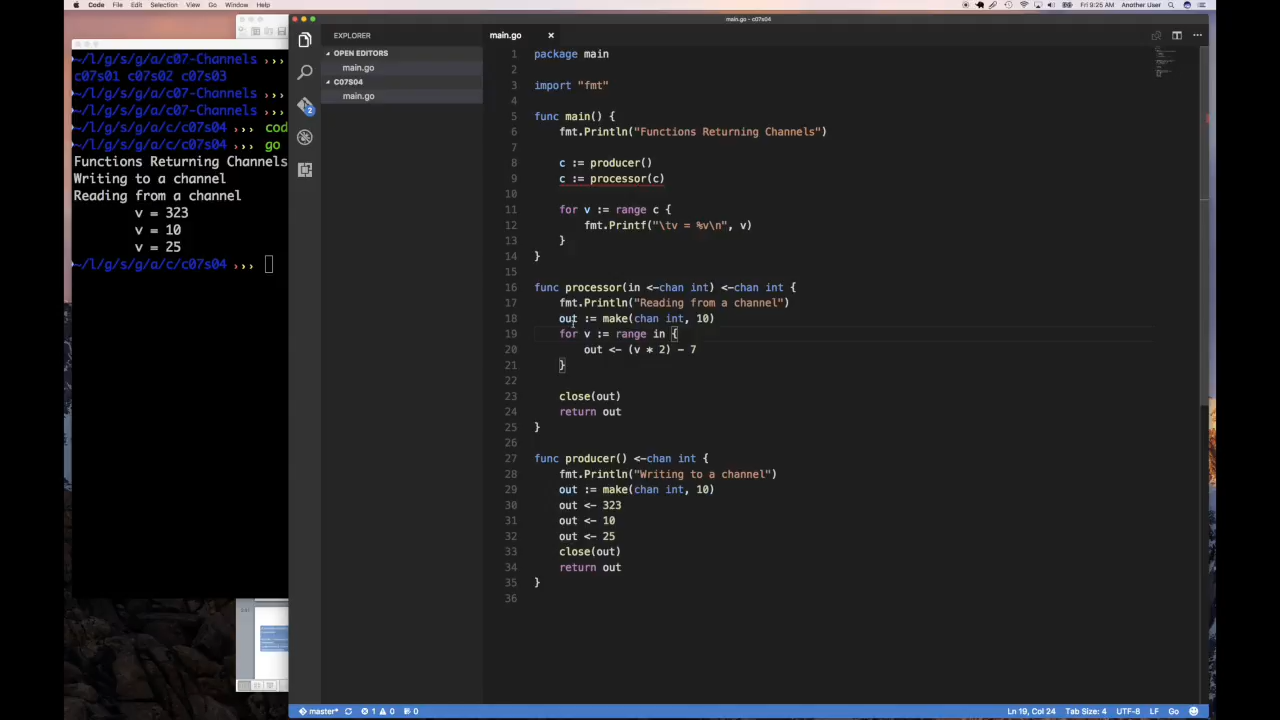 Code File Edit Selection View Go Window Help
Fri 9:25 AM Another User
main.go - c07s04
~/l/g/s/g/a/c07-Channels ›››
c07s01 c07s02 c07s03
~/l/g/s/g/a/c07-Channels ›››
~/l/g/s/g/a/c07-Channels ›››
~/l/g/s/g/a/c/c07s04 ››› cod
~/l/g/s/g/a/c/c07s04 ››› go
Functions Returning Channels
Writing to a channel
Reading from a channel
v = 323
v = 10
v = 25
~/l/g/s/g/a/c/c07s04 ›››
EXPLORER
OPEN EDITORS
main.go
C07S04
main.go
2
main.go
1 package main
2
3 import "fmt"
4
5 func main() {
6 fmt.Println("Functions Returning Channels")
7
8 c := producer()
9 c := processor(c)
10
11 for v := range c {
12 fmt.Printf("\tv = %v\n", v)
13 }
14 }
15
16 func processor(in <-chan int) <-chan int {
17 fmt.Println("Reading from a channel")
18 out := make(chan int, 10)
19 for v := range in {
20 out <- (v * 2) - 7
21 }
22
23 close(out)
24 return out
25 }
26
27 func producer() <-chan int {
28 fmt.Println("Writing to a channel")
29 out := make(chan int, 10)
30 out <- 323
31 out <- 10
32 out <- 25
33 close(out)
34 return out
35 }
36
master* 1 0 0
Ln 19, Col 24 Tab Size: 4 UTF-8 LF Go